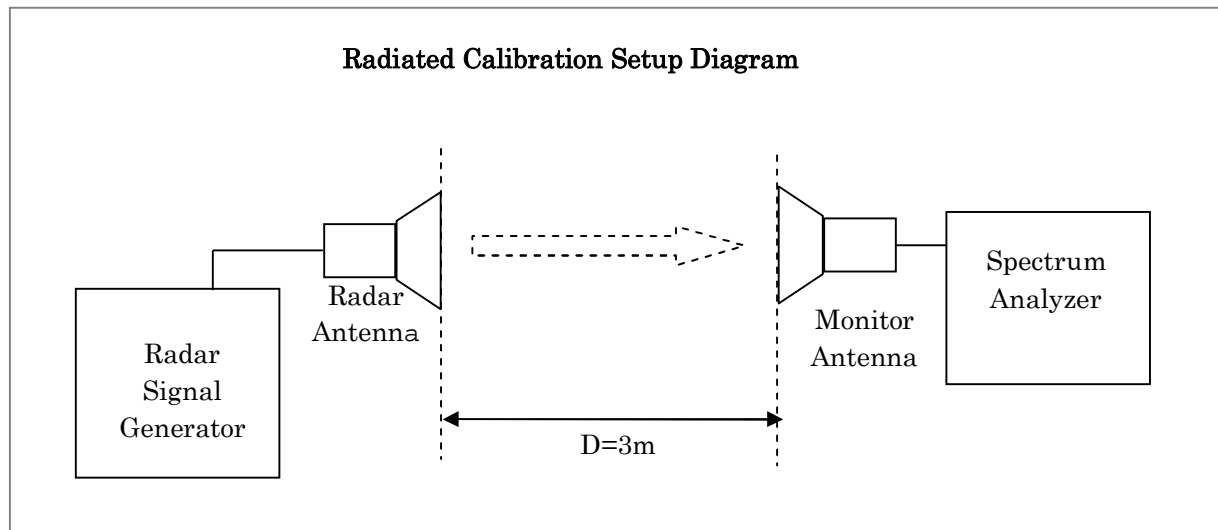 Radiated Calibration Setup Diagram
Radar
Signal
Generator
Radar
Antenna
D=3m
Monitor
Antenna
Spectrum
Analyzer